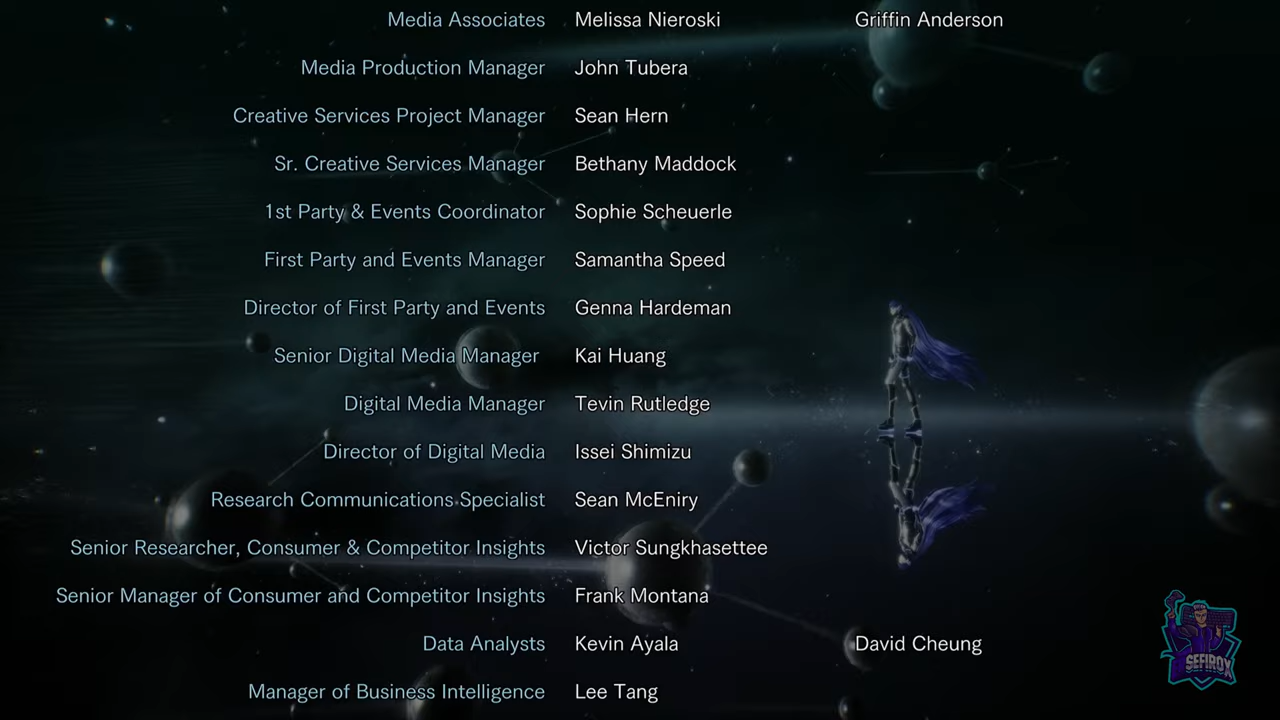 Media Associates Melissa Nieroski Griffin Anderson
Media Production Manager John Tubera
Creative Services Project Manager Sean Hern
Sr. Creative Services Manager Bethany Maddock
1st Party & Events Coordinator Sophie Scheuerle
First Party and Events Manager Samantha Speed
Director of First Party and Events Genna Hardeman
Senior Digital Media Manager Kai Huang
Digital Media Manager Tevin Rutledge
Director of Digital Media Issei Shimizu
Research Communications Specialist Sean McEniry
Senior Researcher, Consumer & Competitor Insights Victor Sungkhasettee
Senior Manager of Consumer and Competitor Insights Frank Montana
Data Analysts Kevin Ayala David Cheung
Manager of Business Intelligence Lee Tang
SEFIROX